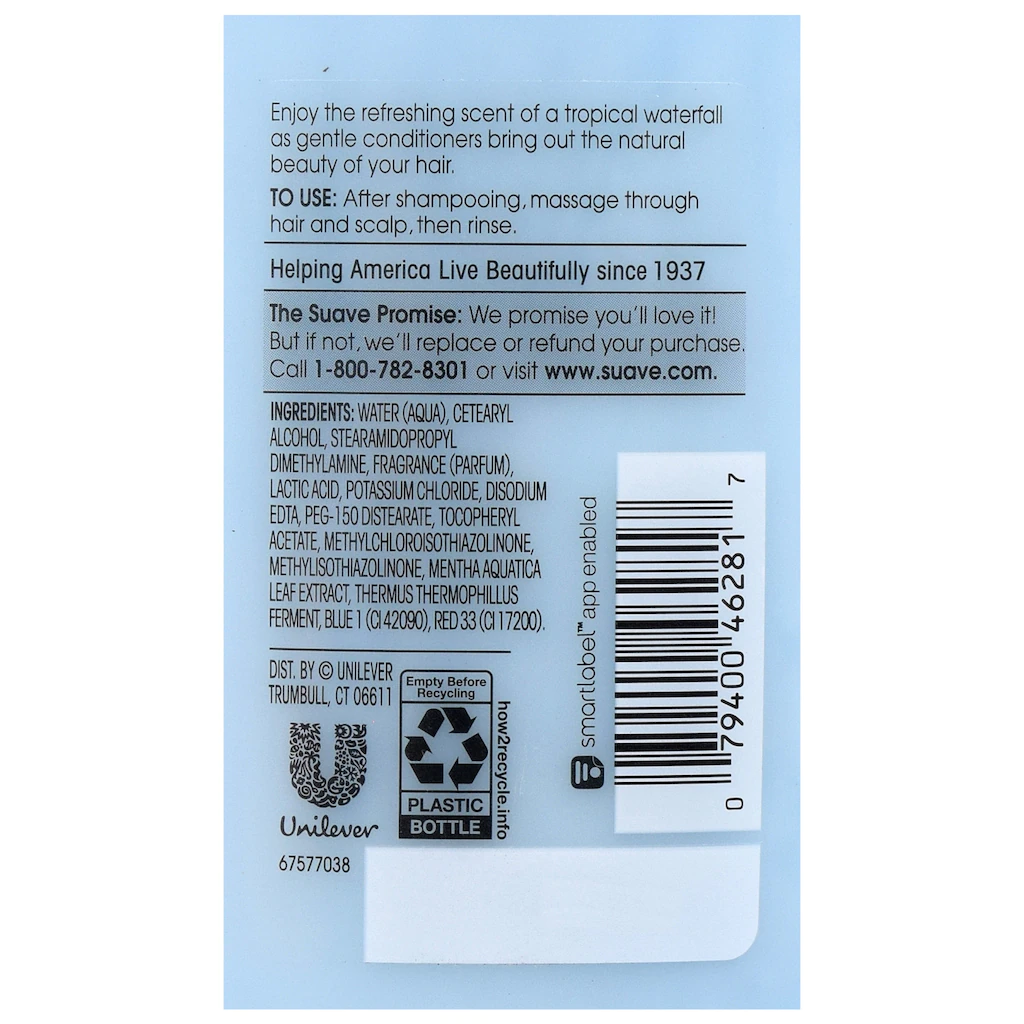 Enjoy the refreshing scent of a tropical waterfall
as gentle conditioners bring out the natural
beauty of your hair.
TO USE: After shampooing, massage through
hair and scalp, then rinse.
Helping America Live Beautifully since 1937
The Suave Promise: We promise you'll love it!
But if not, we'll replace or refund your purchase.
Call 1-800-782-8301 or visit www.suave.com.
INGREDIENTS: WATER (AQUA), CETEARYL
ALCOHOL, STEARAMIDOPROPYL
DIMETHYLAMINE, FRAGRANCE (PARFUM),
LACTIC ACID, POTASSIUM CHLORIDE, DISODIUM
EDTA, PEG-150 DISTEARATE, TOCOPHERYL
ACETATE, METHYLCHLOROISOTHIAZOLINONE,
METHYLISOTHIAZOLINONE, MENTHA AQUATICA
LEAF EXTRACT, THERMUS THERMOPHILLUS
FERMENT, BLUE 1 (CI 42090), RED 33 (CI 17200).
DIST. BY © UNILEVER
TRUMBULL, CT 06611
Unilever
67577038
Empty Before
Recycling
PLASTIC
BOTTLE
how2recycle.info
smartlabel™ app enabled
0 79400 46281 7